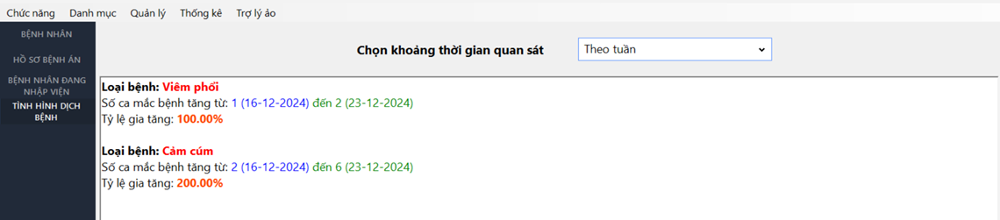 Chức năng Danh mục Quản lý Thống kê Trợ lý ảo
BỆNH NHÂN
HỒ SƠ BỆNH ÁN
BỆNH NHÂN ĐANG
NHẬP VIỆN
TÌNH HÌNH DỊCH
BỆNH
Chọn khoảng thời gian quan sát Theo tuần
Loại bệnh: Viêm phổi
Số ca mắc bệnh tăng từ: 1 (16-12-2024) đến 2 (23-12-2024)
Tỷ lệ gia tăng: 100.00%
Loại bệnh: Cảm cúm
Số ca mắc bệnh tăng từ: 2 (16-12-2024) đến 6 (23-12-2024)
Tỷ lệ gia tăng: 200.00%